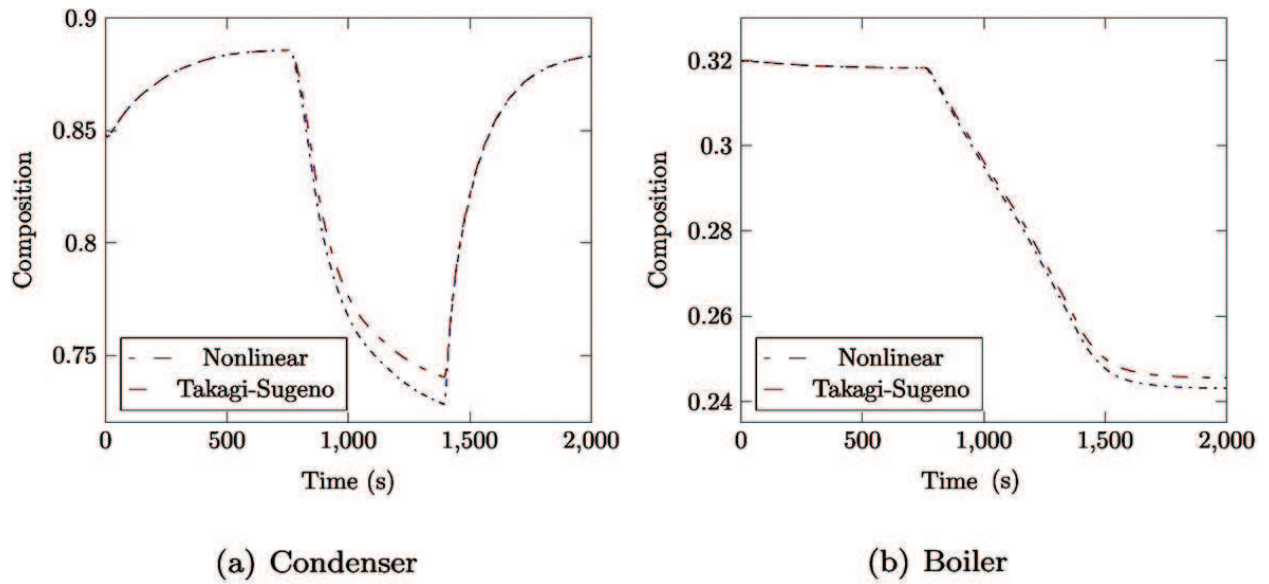 0.9
0.85
0.8
0.75
Composition
Nonlinear
Takagi-Sugeno
0
500
1,000
1,500
2,000
Time (s)
(a) Condenser
0.32
0.3
0.28
0.26
0.24
Composition
Nonlinear
Takagi-Sugeno
0
500
1,000
1,500
2,000
Time (s)
(b) Boiler